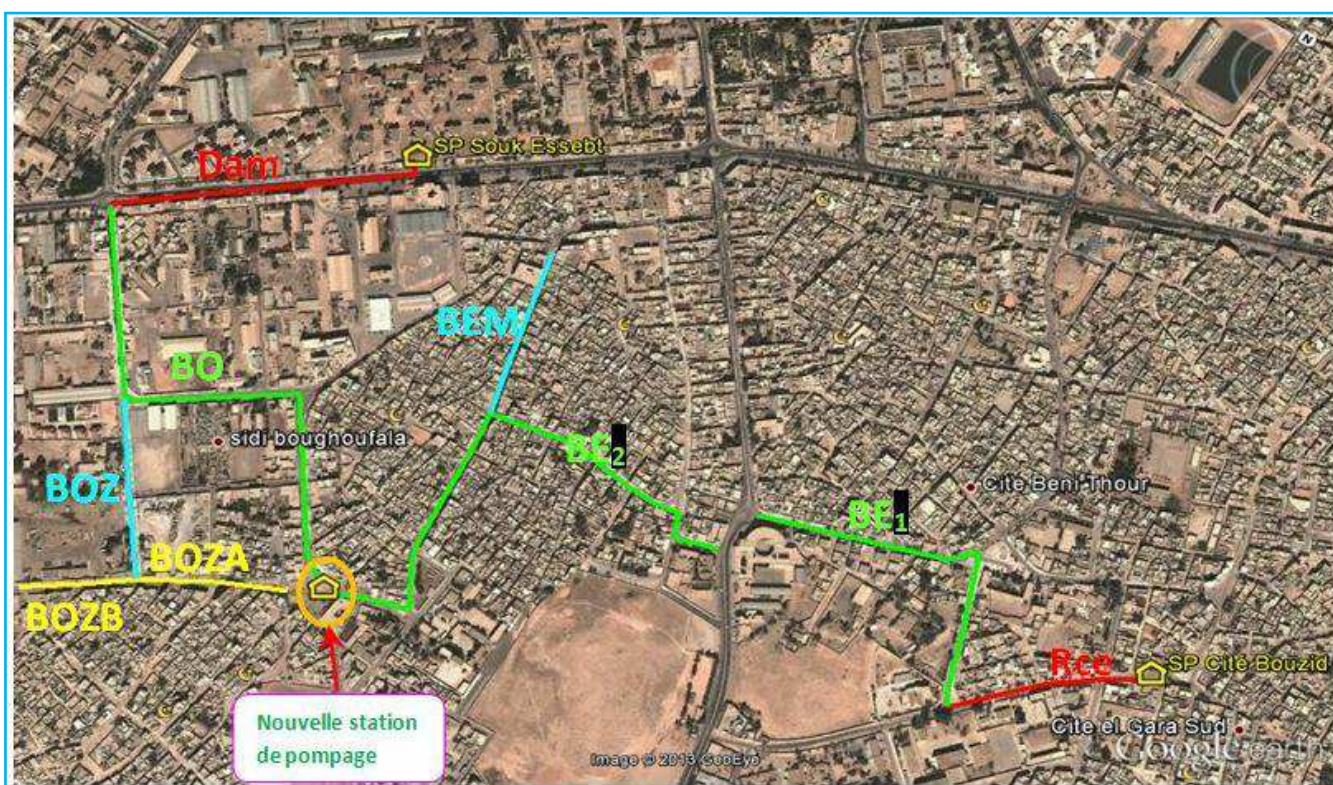 N
SP Souk Essebt
Dam
BEM
BO
sidi boughoufala
BE2
BOZ
Cite Beni Thour
BE1
BOZA
BOZB
Rce
SP Cité Bouzid
Nouvelle station
de pompage
Cite el Gara Sud
Image © 2013 GeoEye
Google earth